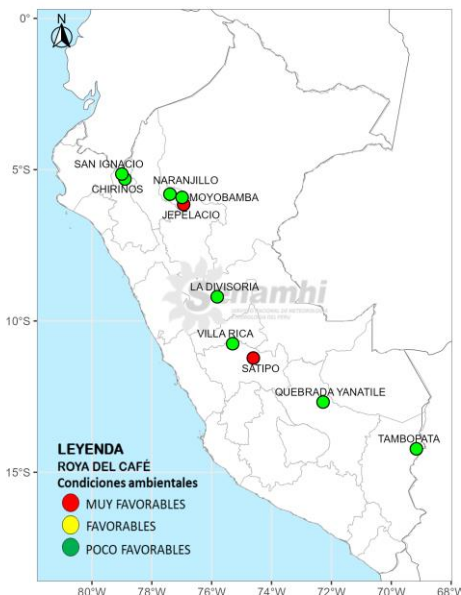 N
0°
5°S
10°S
15°S
SAN IGNACIO
CHIRINOS
NARANJILLO
MOYOBAMBA
JEPELACIO
LA DIVISORIA
Senamhi
VILLA RICA
SATIPO
QUEBRADA YANATILE
TAMBOPATA
LEYENDA
ROYA DEL CAFÉ
Condiciones ambientales
MUY FAVORABLES
FAVORABLES
POCO FAVORABLES
80°W 78°W 76°W 74°W 72°W 70°W 68°W